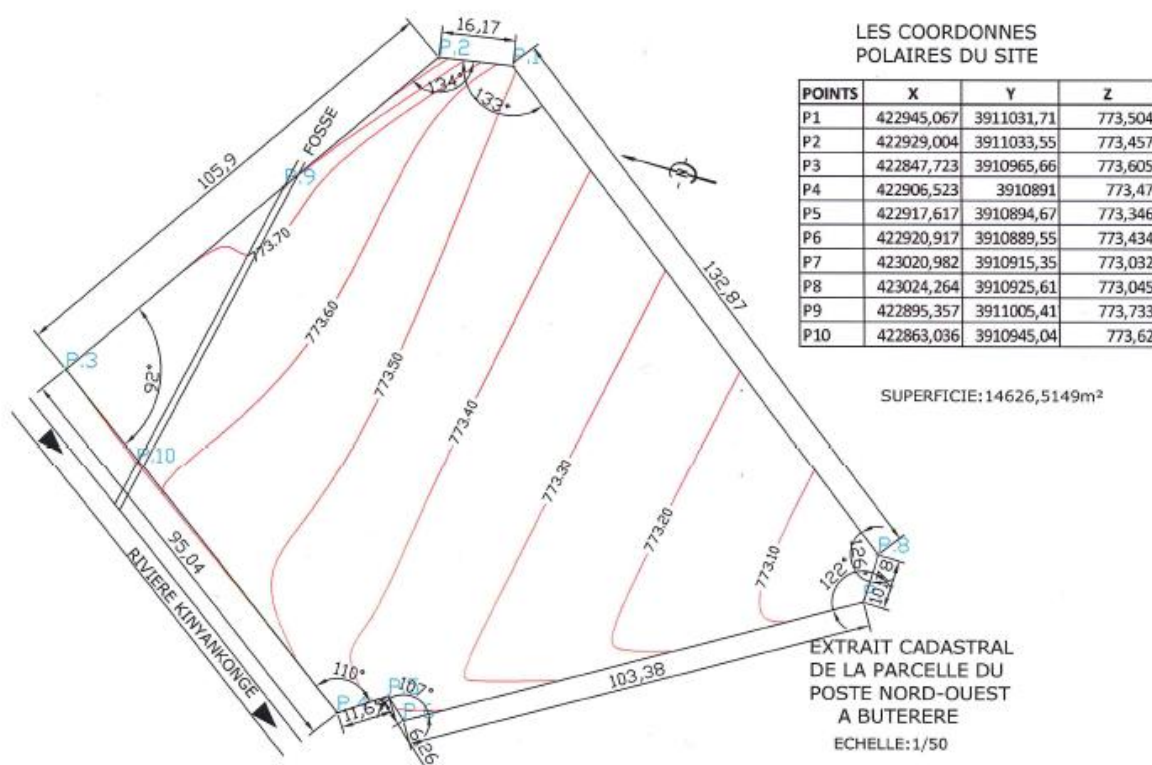 LES COORDONNES
POLAIRES DU SITE
POINTS X Y Z
P1 422945,067 3911031,71 773,504
P2 422929,004 3911033,55 773,457
P3 422847,723 3910965,66 773,605
P4 422906,523 3910891 773,47
P5 422917,617 3910894,67 773,346
P6 422920,917 3910889,55 773,434
P7 423020,982 3910915,35 773,032
P8 423024,264 3910925,61 773,045
P9 422895,357 3911005,41 773,733
P10 422863,036 3910945,04 773,62
SUPERFICIE:14626,5149m²
16,17
P.2
P.1
134°
133°
105,9
FOSSE
P.9
773.70
773.60
773.50
773.40
773.30
773.20
773.10
132,87
P.3
92°
P.10
95,04
RIVIERE KINYANKONGE
110°
107°
P.4
11,69
6,26
103,38
122°
126°
P.8
EXTRAIT CADASTRAL
DE LA PARCELLE DU
POSTE NORD-OUEST
A BUTERERE
ECHELLE:1/50